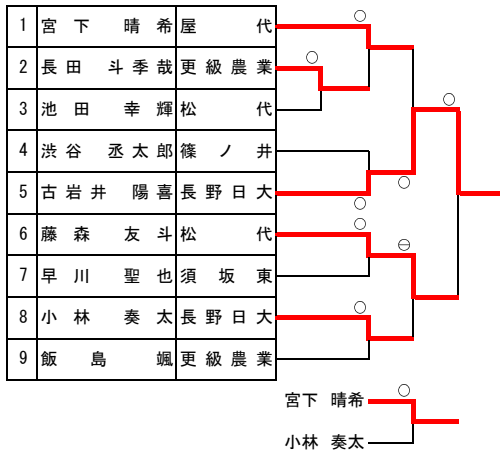 1 宮下 晴希 屋代
2 長田 斗季哉 更級農業
3 池田 幸輝 松代
4 渋谷 丞太郎 篠ノ井
5 古岩井 陽喜 長野日大
6 藤森 友斗 松代
7 早川 聖也 須坂東
8 小林 奏太 長野日大
9 飯島 颯 更級農業
宮下 晴希
小林 奏太